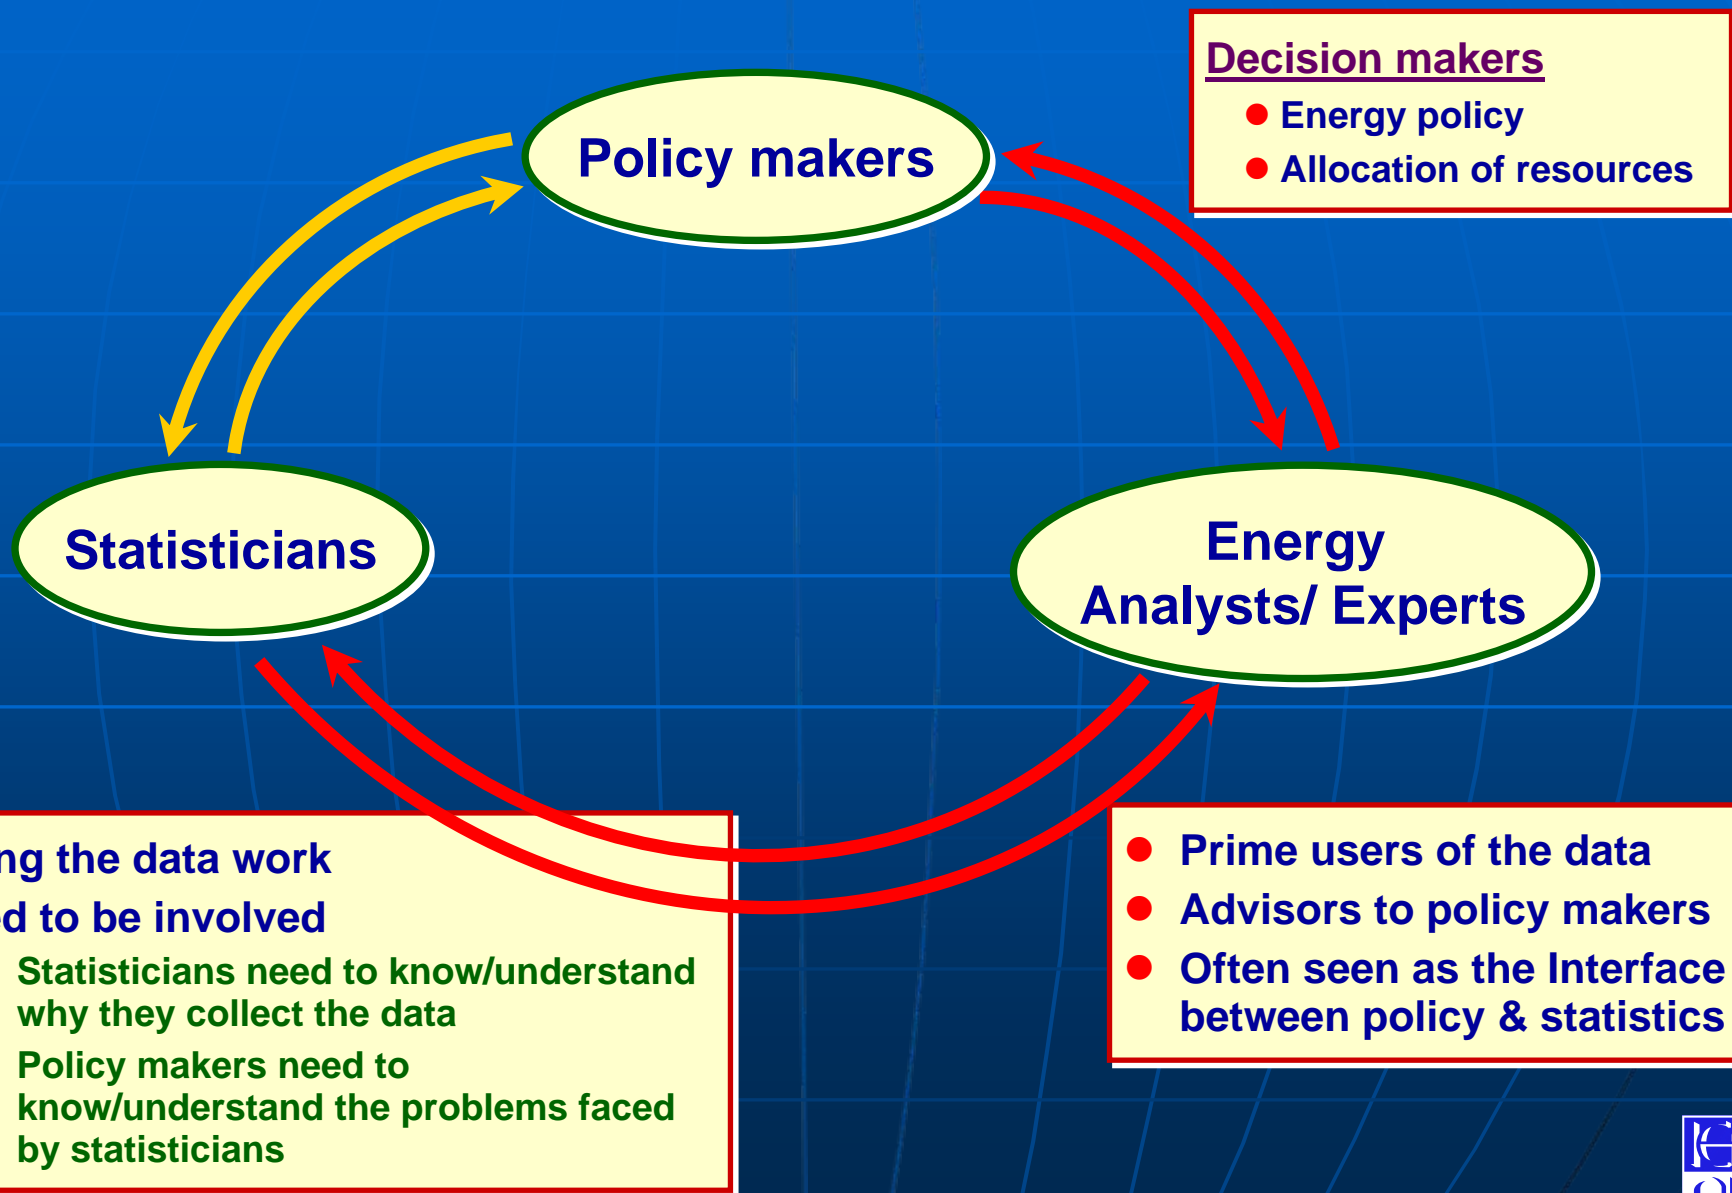 Decision makers
Energy policy
Allocation of resources
Policy makers
Statisticians
Energy
Analysts/ Experts
the data work
to be involved
Statisticians need to know/understand
why they collect the data
Policy makers need to
know/understand the problems faced
by statisticians
Prime users of the data
Advisors to policy makers
Often seen as the Interface
between policy & statistics